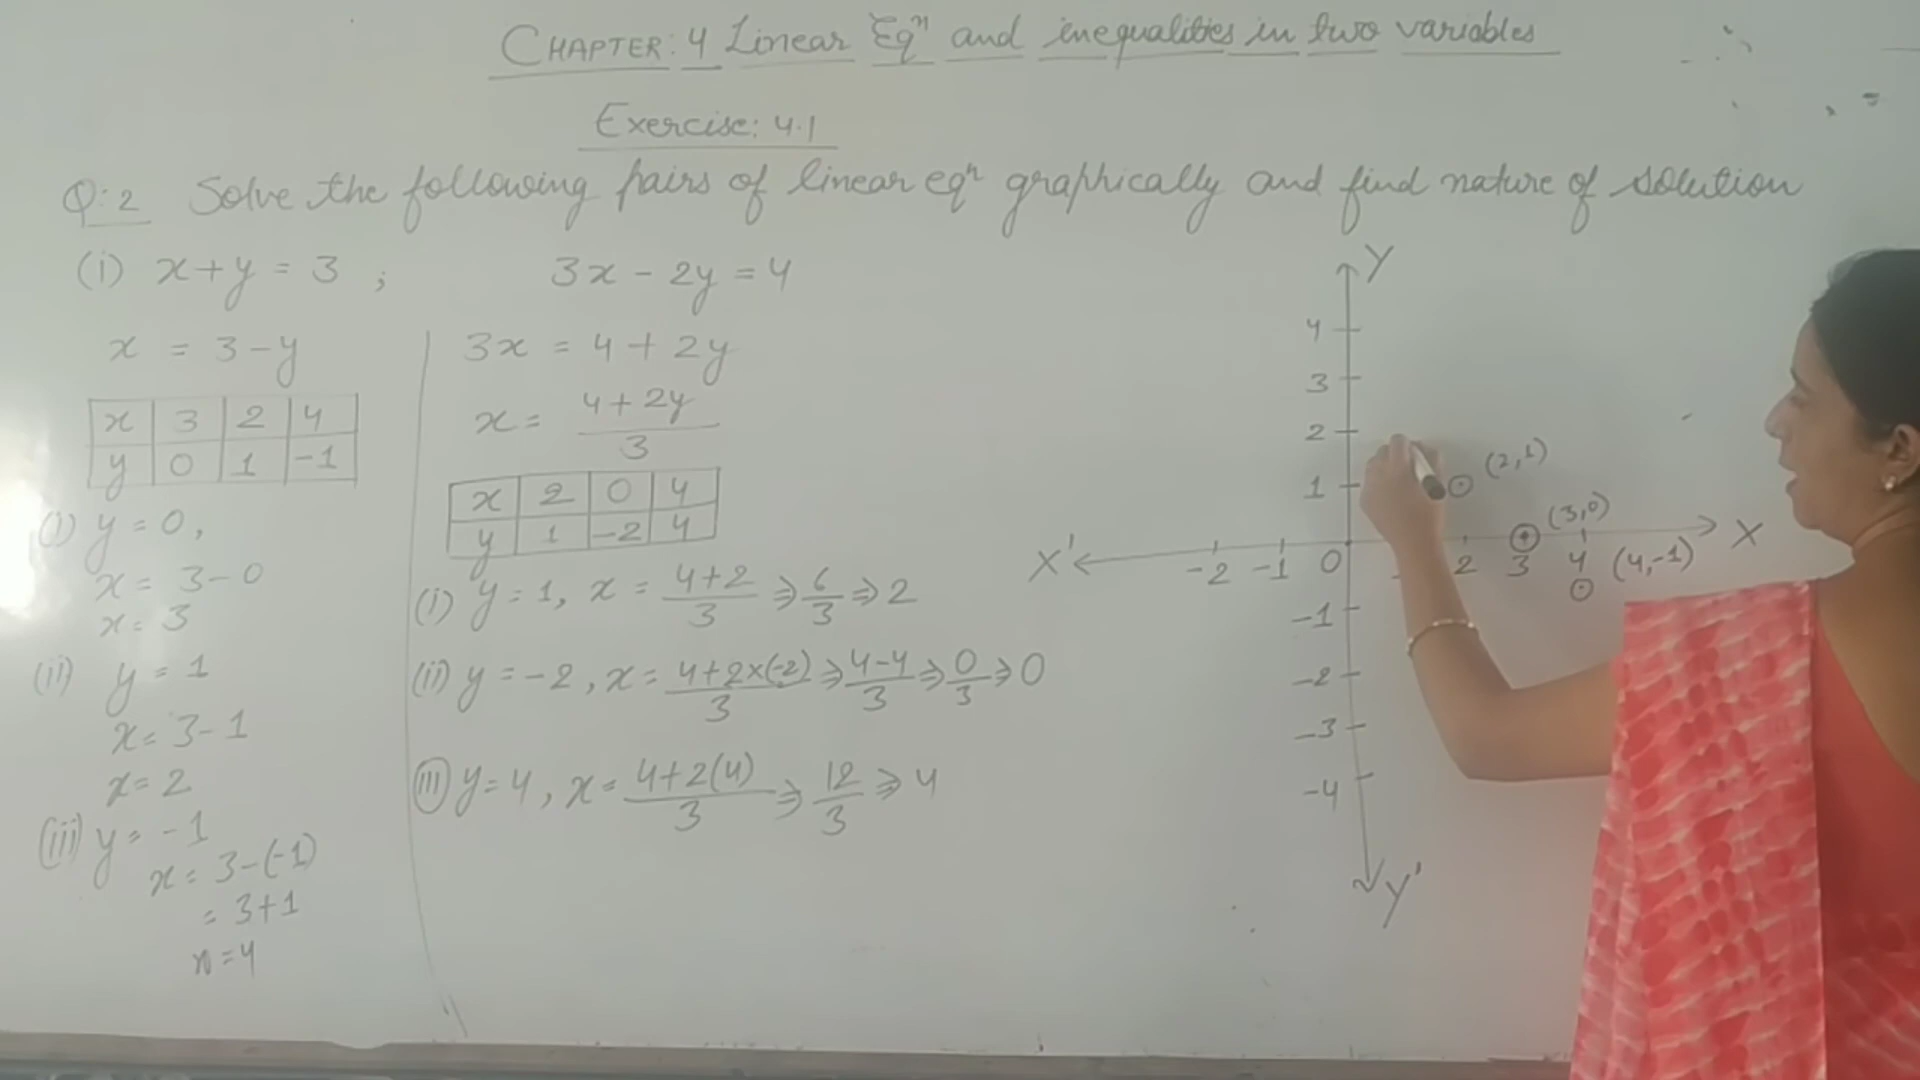 CHAPTER: 4 Linear Eqⁿ and inequalities in two variables
Exercise: 4.1
Q:2 Solve the following pairs of linear eqⁿ graphically and find nature of solution
(i) x+y = 3 ; 3x - 2y = 4
x = 3-y
x 3 2 4
y 0 1 -1
(i) y = 0,
x = 3-0
x = 3
(ii) y = 1
x = 3-1
x = 2
(iii) y = -1
x = 3-(-1)
= 3+1
x = 4
3x = 4 + 2y
x = 4+2y / 3
x 2 0 4
y 1 -2 4
(i) y = 1, x = 4+2 / 3 ⇒ 6/3 ⇒ 2
(ii) y = -2, x = 4+2×(-2) / 3 ⇒ 4-4 / 3 ⇒ 0/3 ⇒ 0
(iii) y = 4, x = 4+2(4) / 3 ⇒ 12/3 ⇒ 4
Y
4
3
2
1 (2,1)
(3,0)
X' -2 -1 0 2 3 4 X
(4,-1)
-1
-2
-3
-4
Y'